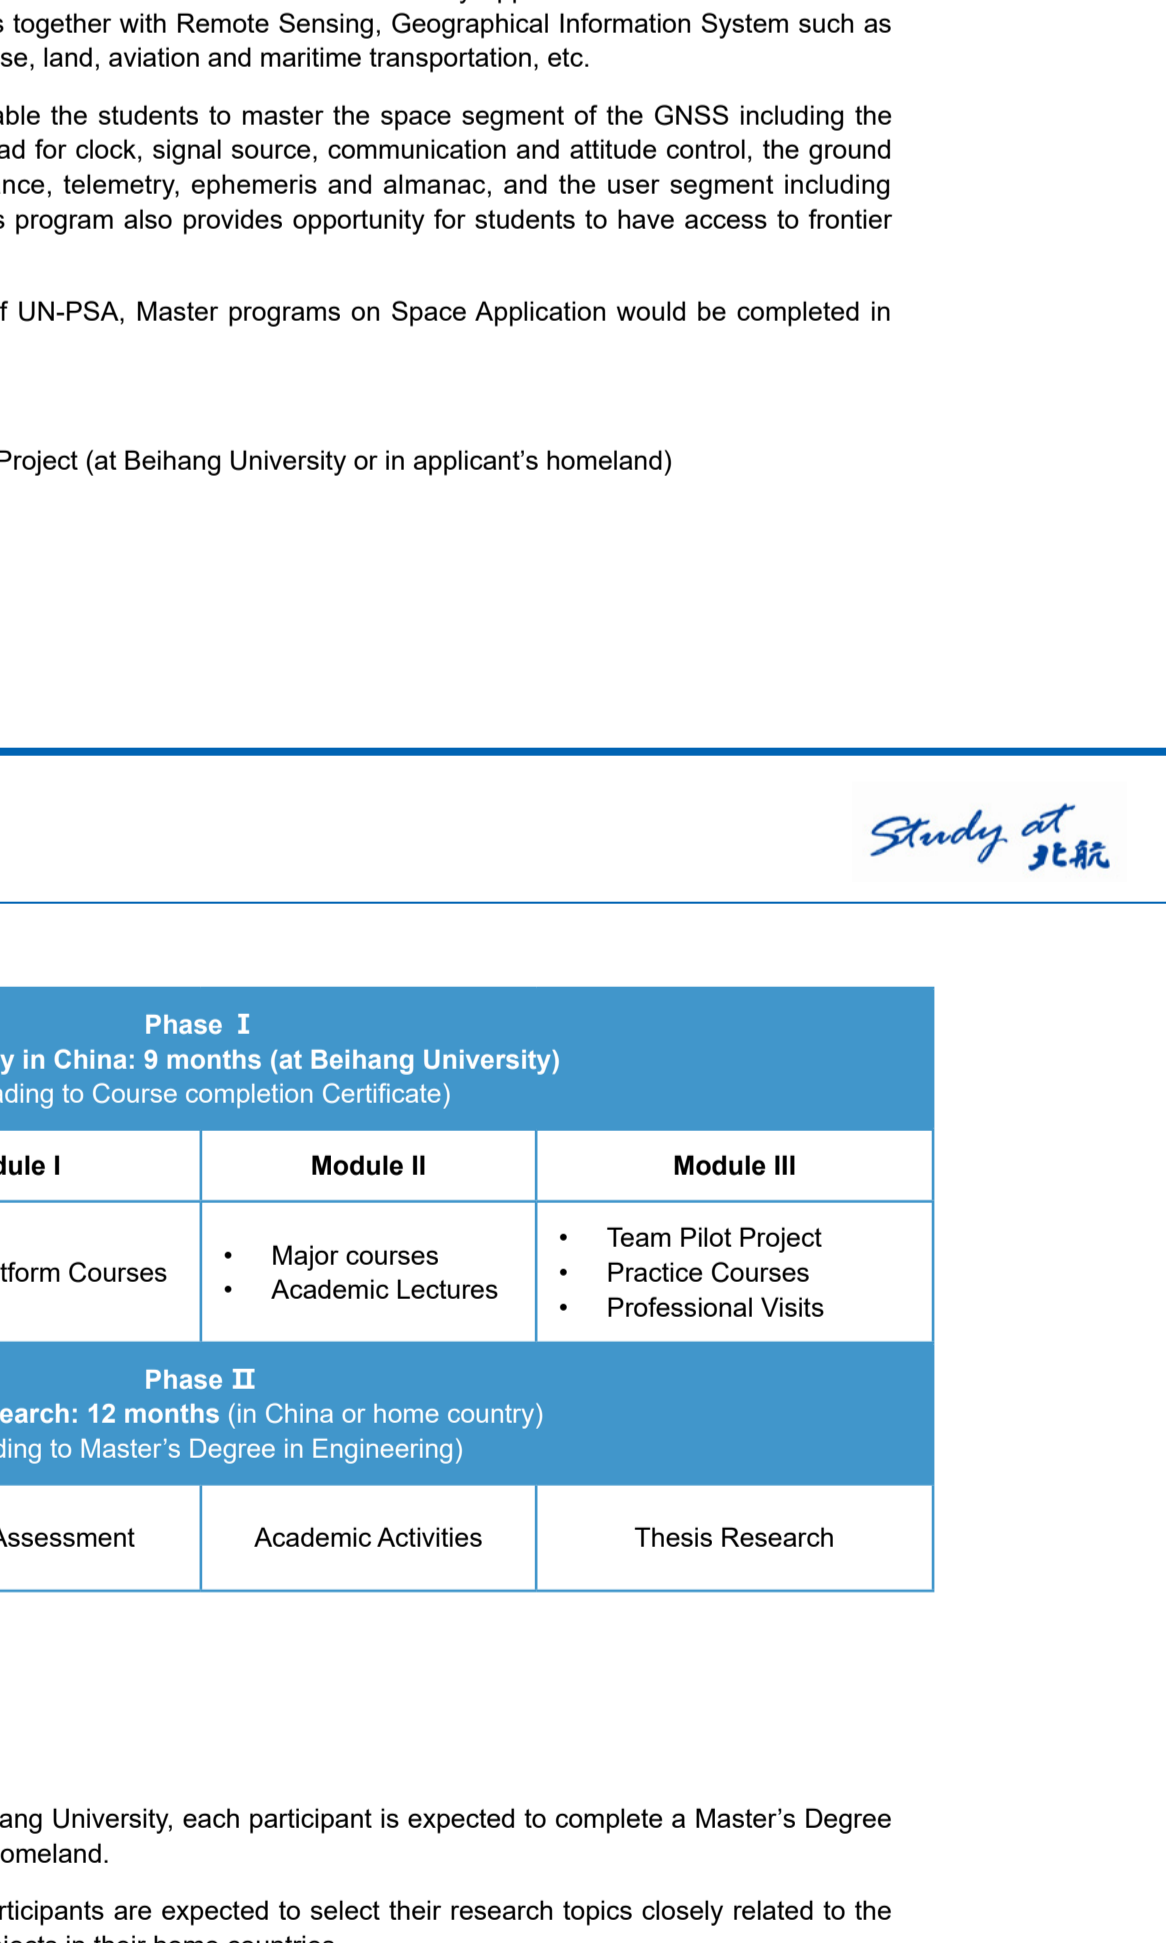 together with Remote Sensing, Geographical Information System such as
se, land, aviation and maritime transportation, etc.
able the students to master the space segment of the GNSS including the
ad for clock, signal source, communication and attitude control, the ground
nce, telemetry, ephemeris and almanac, and the user segment including
s program also provides opportunity for students to have access to frontier
f UN-PSA, Master programs on Space Application would be completed in
Project (at Beihang University or in applicant’s homeland)
Study at
北航
Phase Ⅰ
y in China: 9 months (at Beihang University)
ding to Course completion Certificate)
dule I
Module II
Module III
tform Courses
• Major courses
• Academic Lectures
• Team Pilot Project
• Practice Courses
• Professional Visits
Phase Ⅱ
earch: 12 months (in China or home country)
ding to Master’s Degree in Engineering)
Assessment
Academic Activities
Thesis Research
ang University, each participant is expected to complete a Master’s Degree
omeland.
rticipants are expected to select their research topics closely related to the
jects in their home countries.